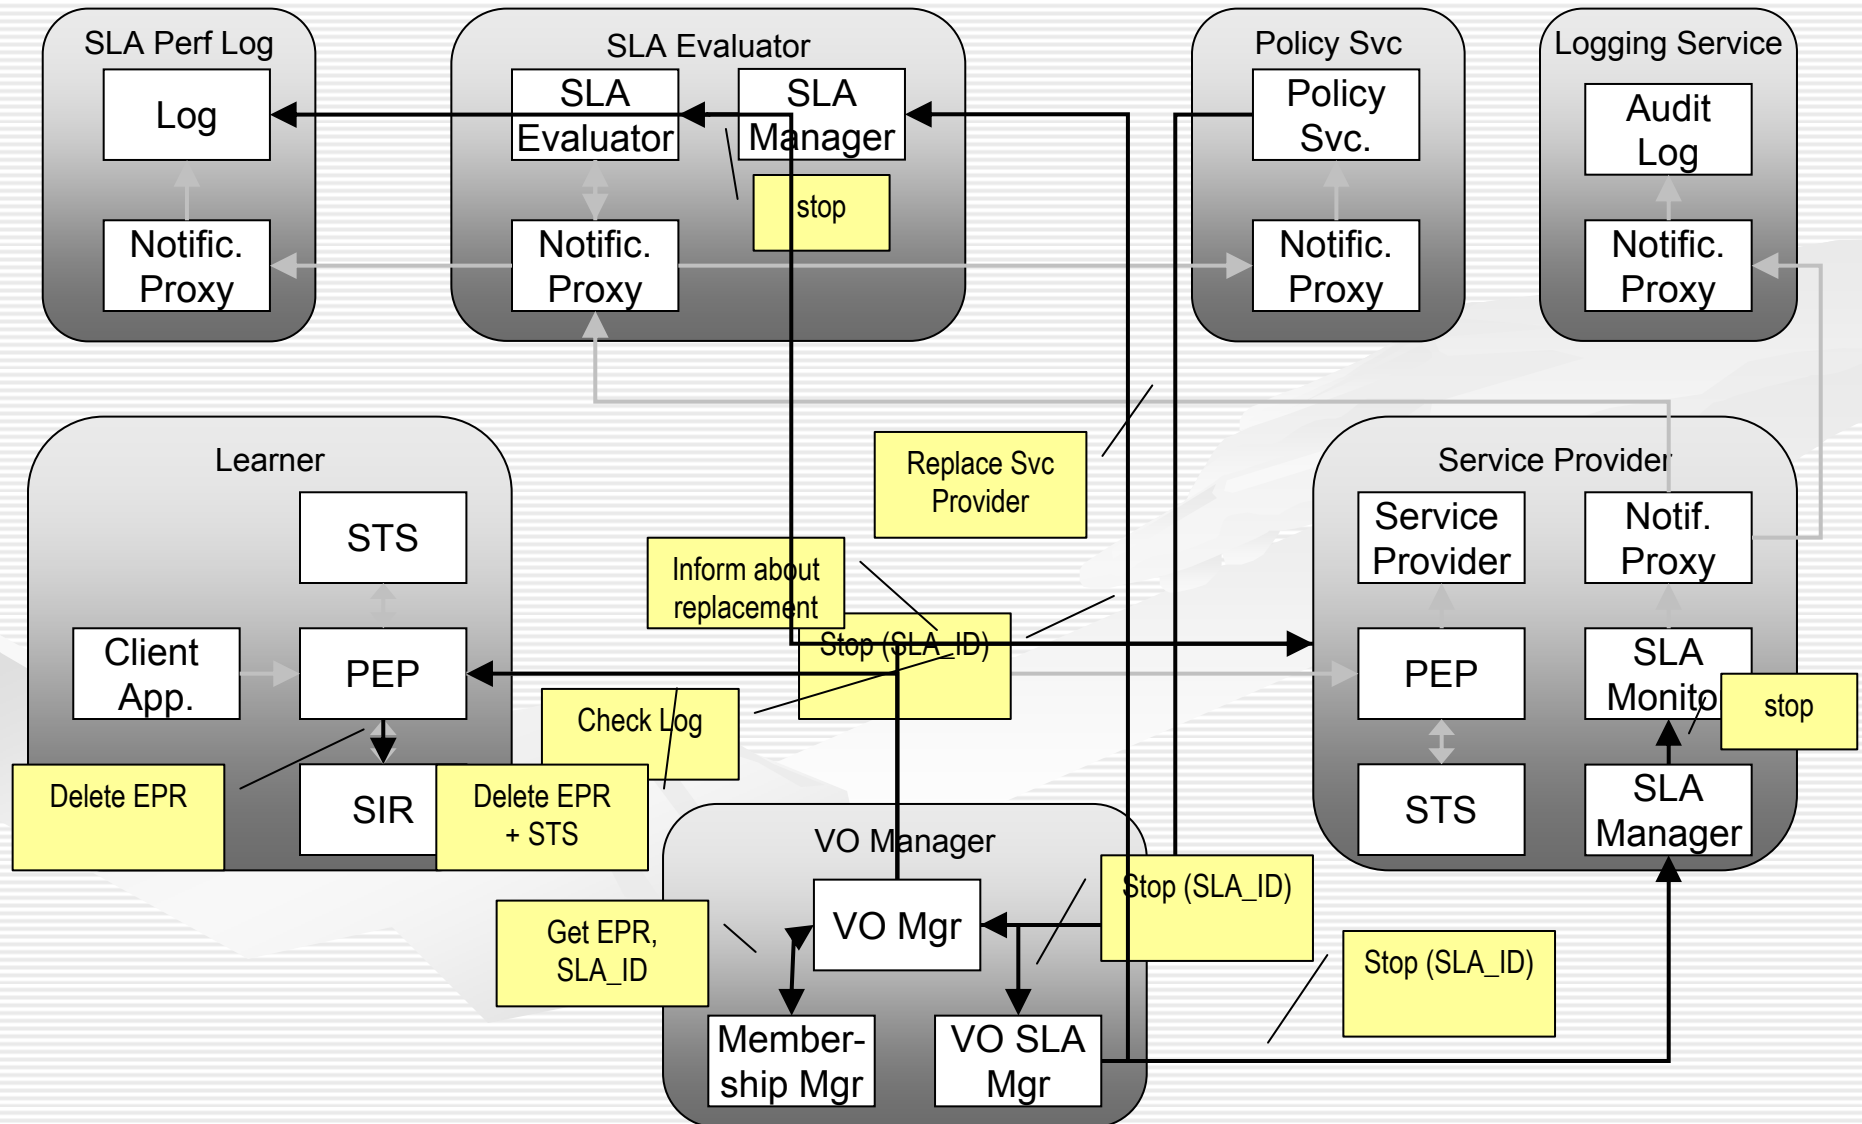 SLA Perf Log
Log
Notific.
Proxy
SLA Evaluator
SLA
Evaluator
SLA
Manager
stop
Notific.
Proxy
Policy Svc
Policy
Svc.
Notific.
Proxy
Logging Service
Audit
Log
Notific.
Proxy
Learner
STS
Client
App.
PEP
SIR
Delete EPR
Delete EPR
+ STS
Replace Svc
Provider
Inform about
replacement
Stop (SLA_ID)
Check Log
Service Provider
Service
Provider
Notif.
Proxy
PEP
SLA
Monito
stop
STS
SLA
Manager
VO Manager
VO Mgr
Get EPR,
SLA_ID
Stop (SLA_ID)
Stop (SLA_ID)
Member-
ship Mgr
VO SLA
Mgr